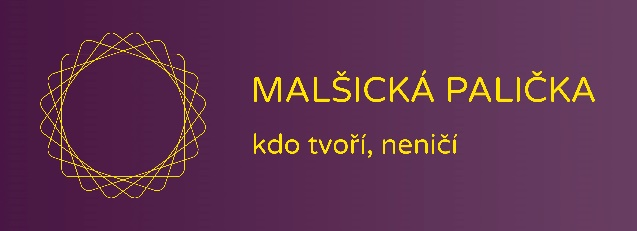 MALŠICKÁ PALIČKA
kdo tvoří, neničí